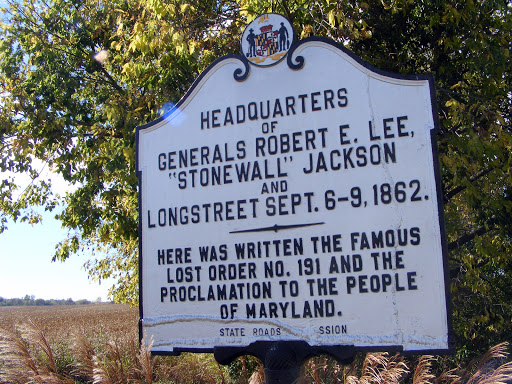 HEADQUARTERS
OF
GENERALS ROBERT E. LEE,
"STONEWALL" JACKSON
AND
LONGSTREET SEPT. 6-9, 1862.
HERE WAS WRITTEN THE FAMOUS
LOST ORDER NO. 191 AND THE
PROCLAMATION TO THE PEOPLE
OF MARYLAND.
STATE ROADS SSION